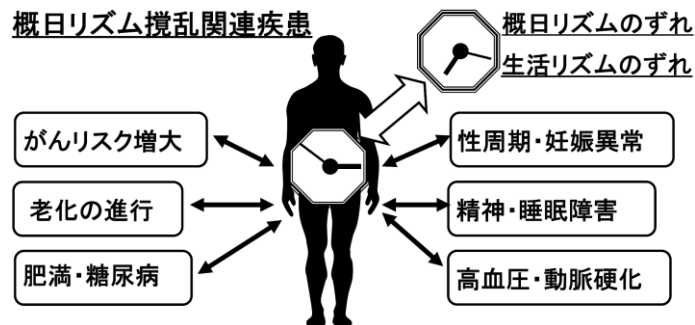 概日リズム撹乱関連疾患
概日リズムのずれ
生活リズムのずれ
がんリスク増大
老化の進行
肥満・糖尿病
性周期・妊娠異常
精神・睡眠障害
高血圧・動脈硬化